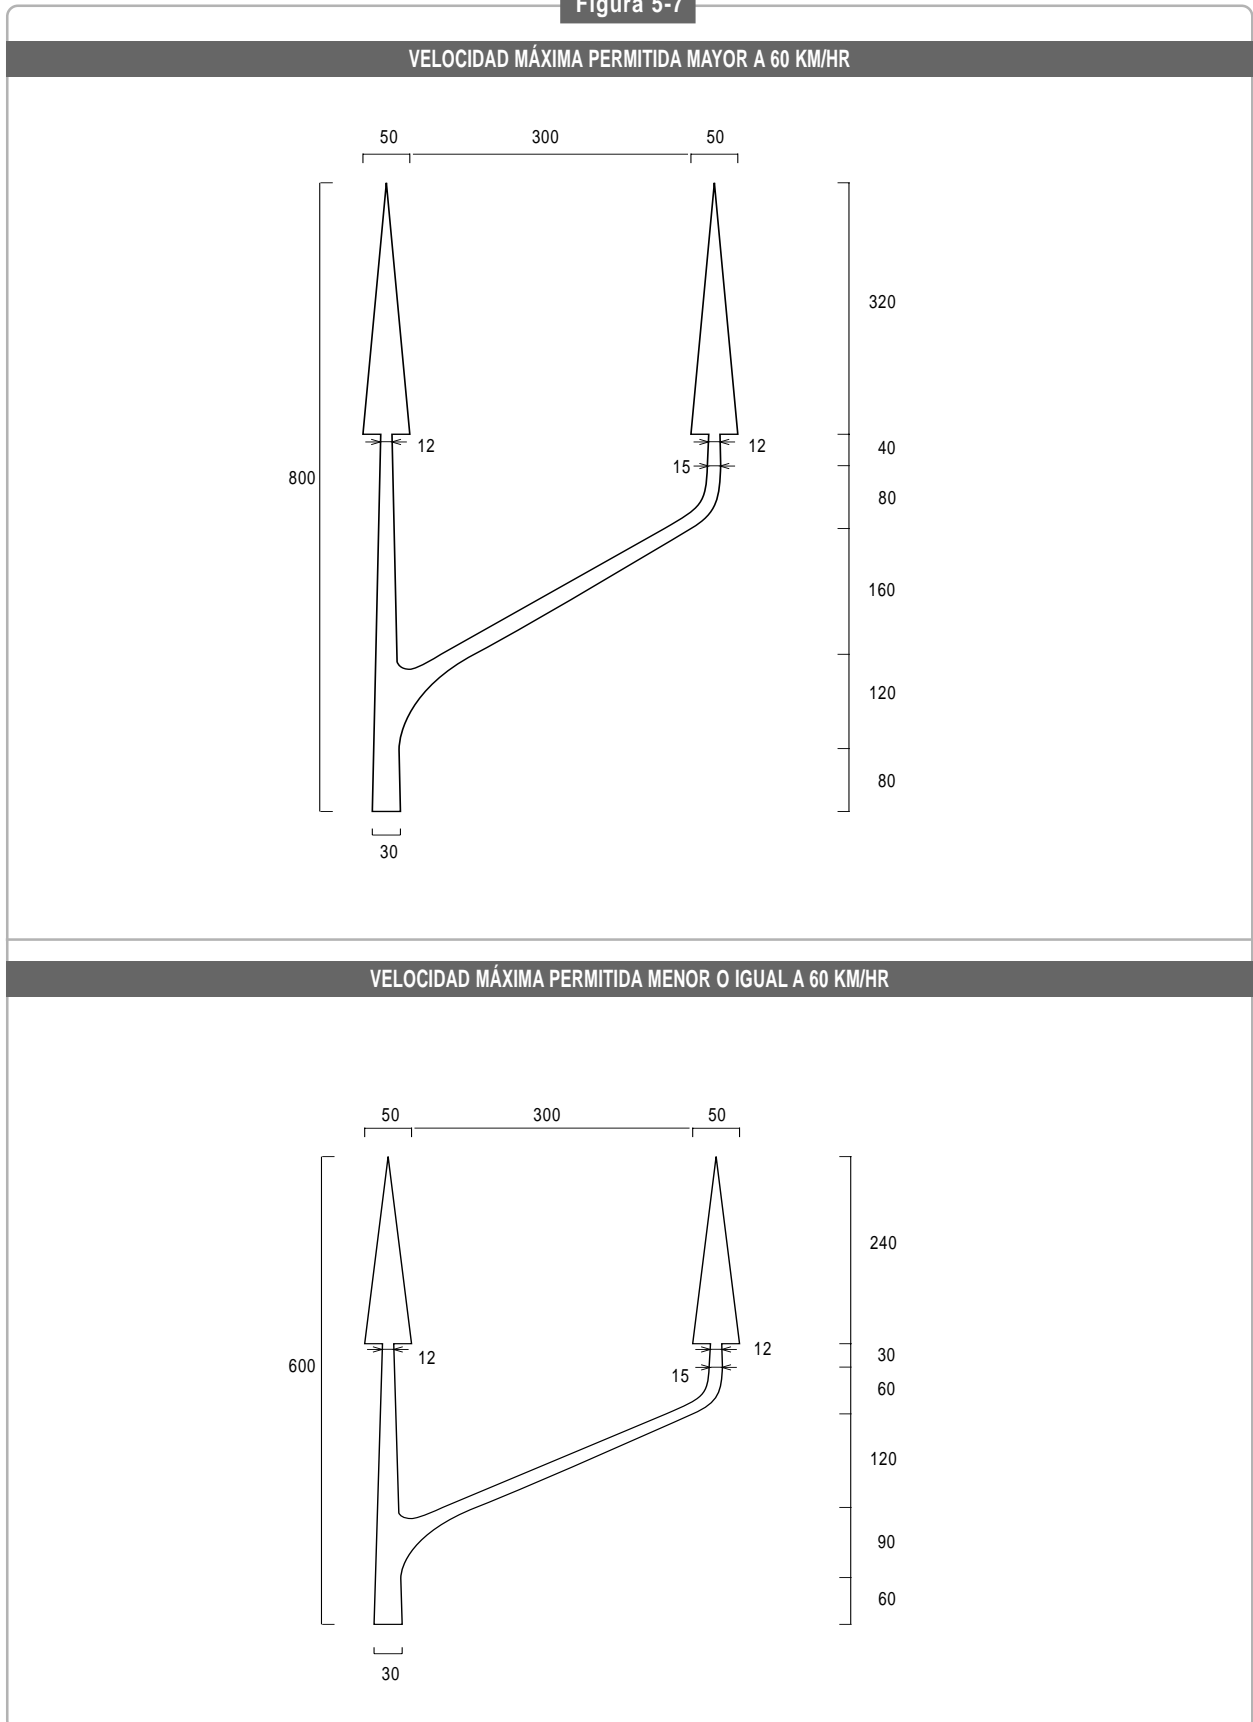 Figura 5-7
VELOCIDAD MÁXIMA PERMITIDA MAYOR A 60 KM/HR
50 300 50
320
12 12 40
15
800 80
160
120
80
30
VELOCIDAD MÁXIMA PERMITIDA MENOR O IGUAL A 60 KM/HR
50 300 50
240
12 12 30
600 15 60
120
90
60
30